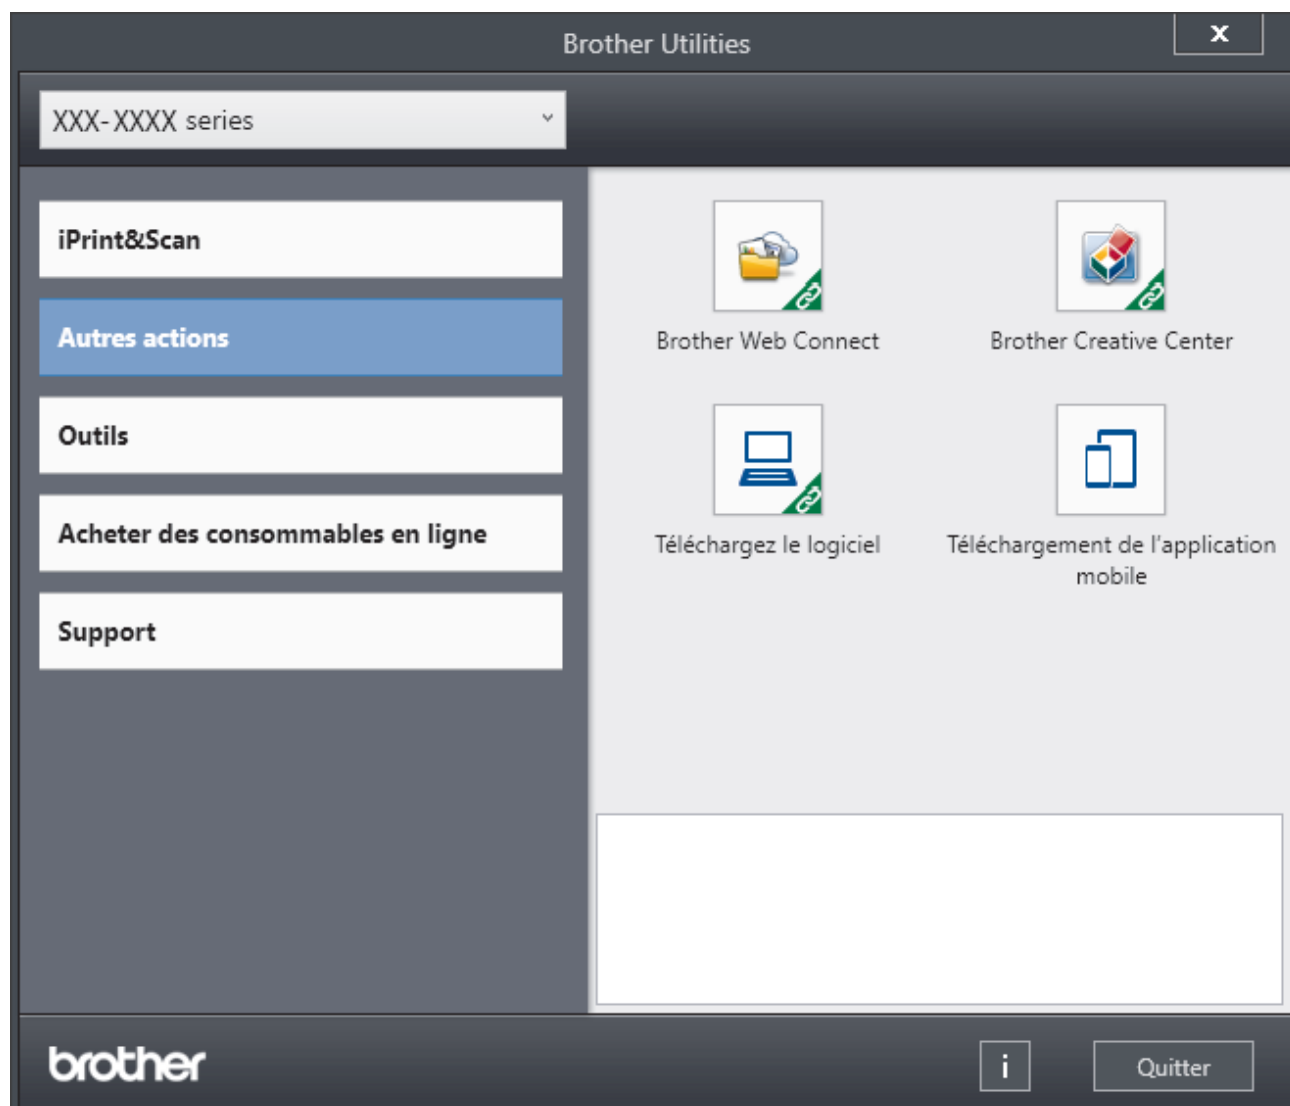 Brother Utilities
x
XXX-XXXX series
iPrint&Scan
Autres actions
Outils
Acheter des consommables en ligne
Support
Brother Web Connect
Brother Creative Center
Téléchargez le logiciel
Téléchargement de l'application
mobile
brother
i
Quitter